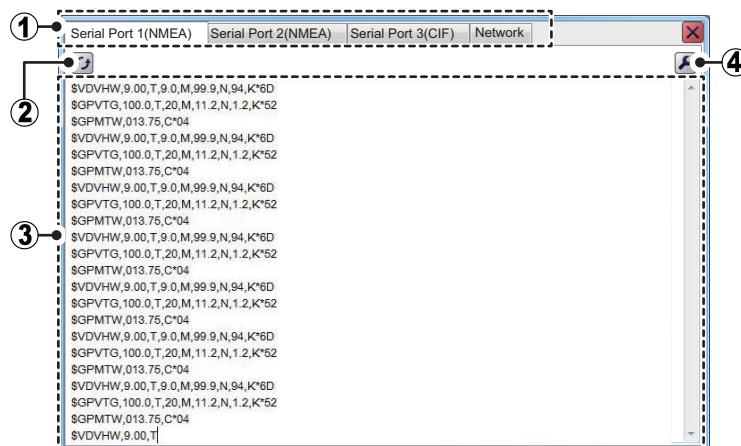 1
Serial Port 1(NMEA) Serial Port 2(NMEA) Serial Port 3(CIF) Network
2
4
3
$VDVHW,9.00,T,9.0,M,99.9,N,94,K*6D
$GPVTG,100.0,T,20,M,11.2,N,1.2,K*52
$GPMTW,013.75,C*04
$VDVHW,9.00,T,9.0,M,99.9,N,94,K*6D
$GPVTG,100.0,T,20,M,11.2,N,1.2,K*52
$GPMTW,013.75,C*04
$VDVHW,9.00,T,9.0,M,99.9,N,94,K*6D
$GPVTG,100.0,T,20,M,11.2,N,1.2,K*52
$GPMTW,013.75,C*04
$VDVHW,9.00,T,9.0,M,99.9,N,94,K*6D
$GPVTG,100.0,T,20,M,11.2,N,1.2,K*52
$GPMTW,013.75,C*04
$VDVHW,9.00,T,9.0,M,99.9,N,94,K*6D
$GPVTG,100.0,T,20,M,11.2,N,1.2,K*52
$GPMTW,013.75,C*04
$VDVHW,9.00,T,9.0,M,99.9,N,94,K*6D
$GPVTG,100.0,T,20,M,11.2,N,1.2,K*52
$GPMTW,013.75,C*04
$VDVHW,9.00,T,9.0,M,99.9,N,94,K*6D
$GPVTG,100.0,T,20,M,11.2,N,1.2,K*52
$GPMTW,013.75,C*04
$VDVHW,9.00,T